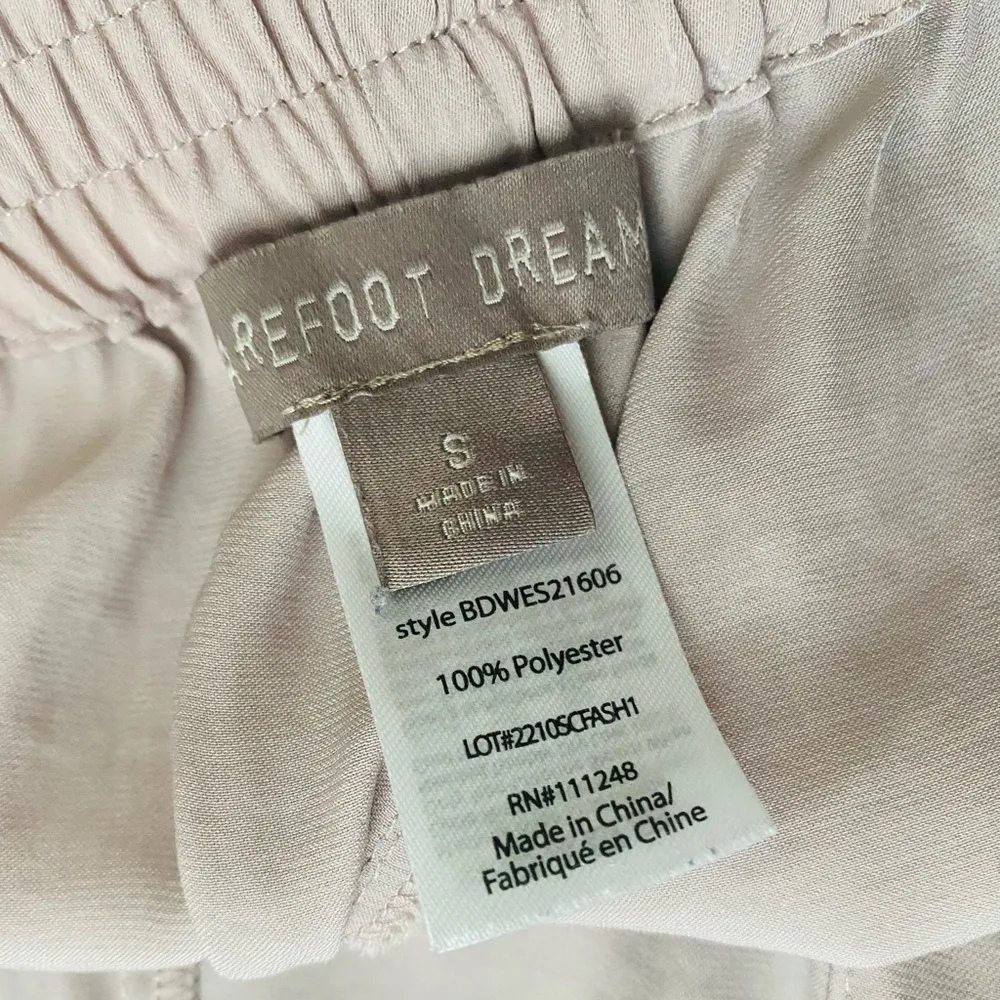 AREFOOT DREAM
S
MADE IN
CHINA
style BDWES21606
100% Polyester
LOT#2210SCFASH1
RN#111248
Made in China/
Fabriqué en Chine